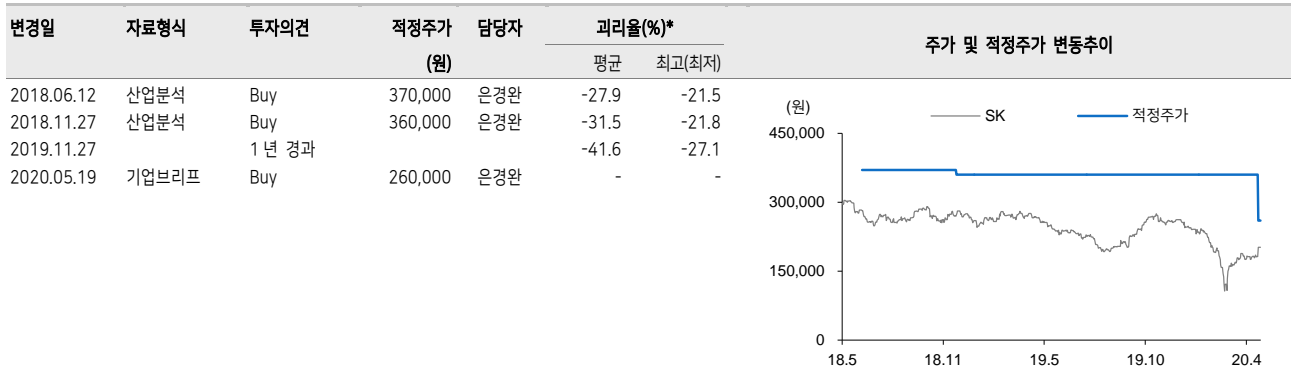 변경일 자료형식 투자의견 적정주가 담당자 괴리율(%)*
(원) 평균 최고(최저)
2018.06.12 산업분석 Buy 370,000 은경완 -27.9 -21.5
2018.11.27 산업분석 Buy 360,000 은경완 -31.5 -21.8
2019.11.27 1년 경과 -41.6 -27.1
2020.05.19 기업브리프 Buy 260,000 은경완 - -
주가 및 적정주가 변동추이
(원)
SK 적정주가
450,000
300,000
150,000
0
18.5 18.11 19.5 19.10 20.4